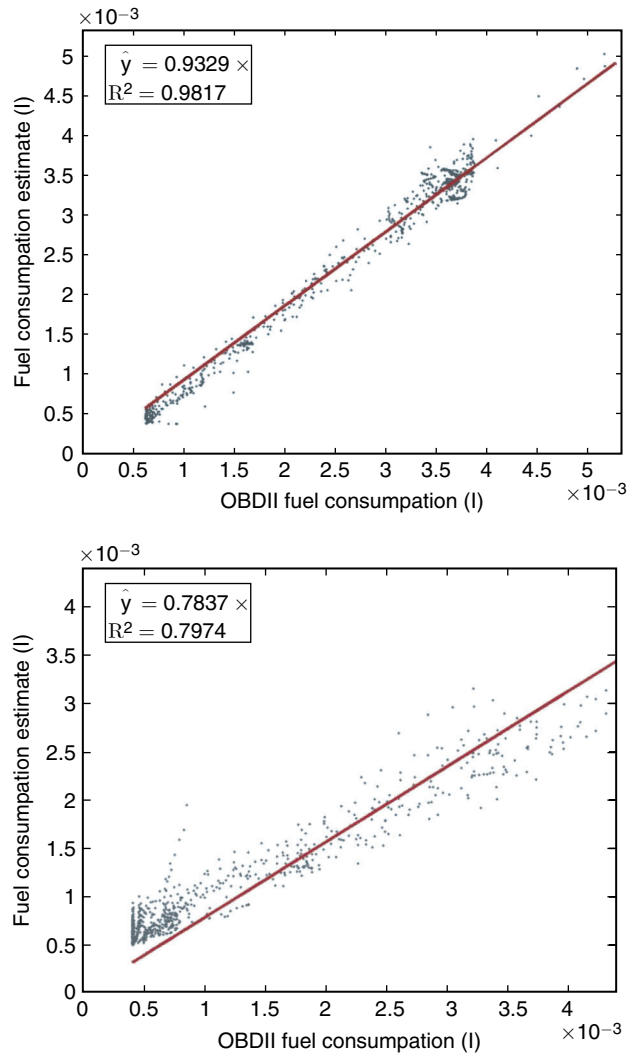 ×10−3
5
4.5
4
3.5
3
2.5
2
1.5
1
0.5
0
Fuel consumpation estimate (l)
ŷ = 0.9329 ×
R² = 0.9817
0 0.5 1 1.5 2 2.5 3 3.5 4 4.5 5
×10−3
OBDII fuel consumpation (l)
×10−3
4
3.5
3
2.5
2
1.5
1
0.5
0
Fuel consumpation estimate (l)
ŷ = 0.7837 ×
R² = 0.7974
0 0.5 1 1.5 2 2.5 3 3.5 4
×10−3
OBDII fuel consumpation (l)